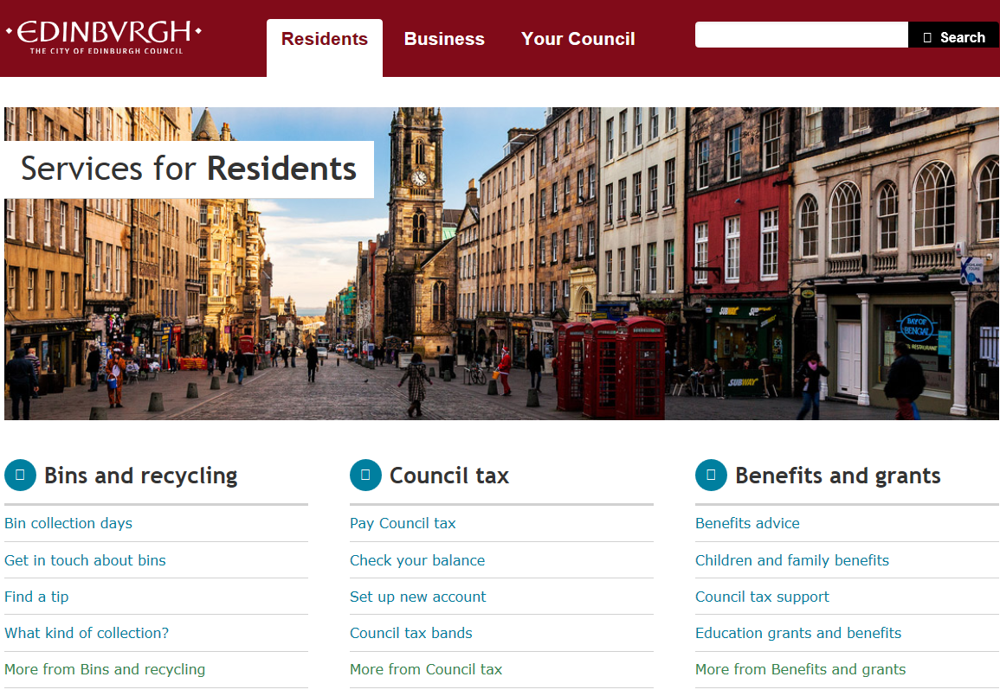 EDINBVRGH
THE CITY OF EDINBURGH COUNCIL
Residents
Business
Your Council
Search
Services for Residents
SUBWAY
BAY OF
BENGAL
SUBWAY
Bins and recycling
Bin collection days
Get in touch about bins
Find a tip
What kind of collection?
More from Bins and recycling
Council tax
Pay Council tax
Check your balance
Set up new account
Council tax bands
More from Council tax
Benefits and grants
Benefits advice
Children and family benefits
Council tax support
Education grants and benefits
More from Benefits and grants